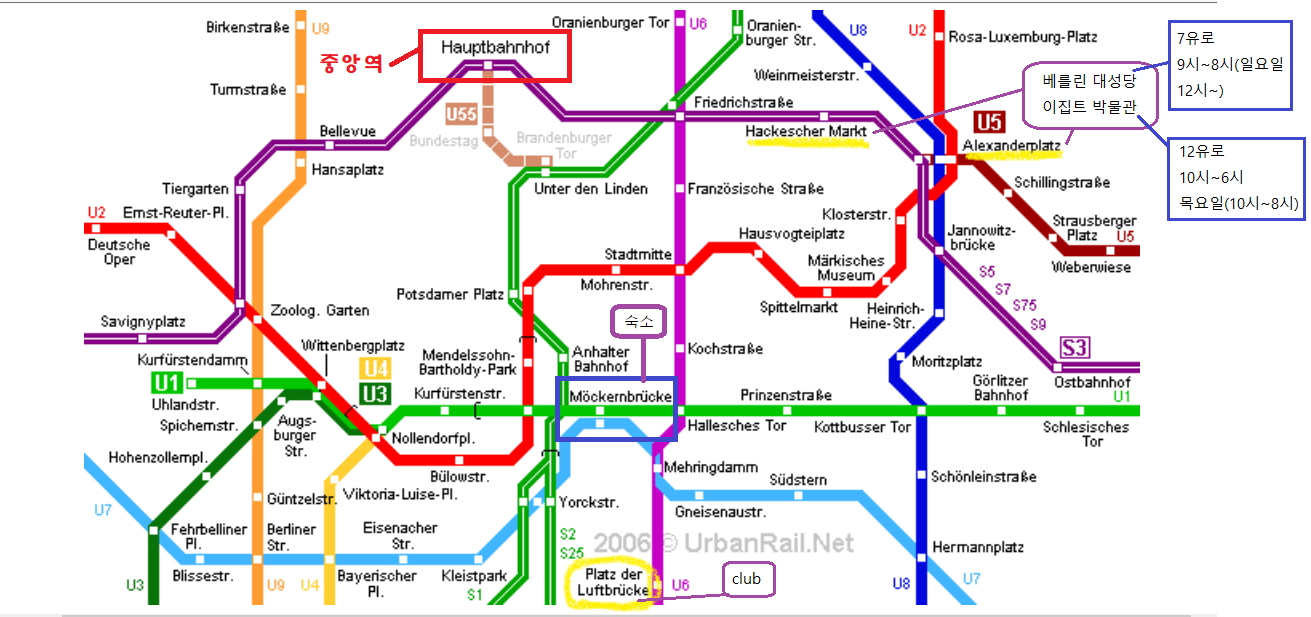 Birkenstraße
U9
Oranienburger Tor
U6
Oranien-
burger Str.
U8
U2
Rosa-Luxemburg-Platz
7유로
9시~8시(일요일
12시~)
중앙역
Hauptbahnhof
Weinmeisterstr.
베를린 대성당
이집트 박물관
Turmstraße
U55
Friedrichstraße
Bellevue
Bundestag
Brandenburger
Tor
Hackescher Markt
U5
Alexanderplatz
12유로
10시~6시
목요일(10시~8시)
Hansaplatz
Tiergarten
Unter den Linden
Französische Straße
Schillingstraße
U2
Ernst-Reuter-Pl.
Klosterstr.
Strausberger
Platz
U5
Deutsche
Oper
Hausvogteiplatz
Jannowitz-
brücke
Stadtmitte
Mohrenstr.
Märkisches
Museum
Weberwiese
S5
S7
S75
S9
Potsdamer Platz
Spittelmarkt
Heinrich-
Heine-Str.
Zoolog. Garten
Savignyplatz
숙소
Wittenbergplatz
Kurfürstendamm
Mendelssohn-
Bartholdy-Park
Anhalter
Bahnhof
Kochstraße
S3
Moritzplatz
U4
U1
U3
Kurfürstenstr.
Möckernbrücke
Prinzenstraße
Görlitzer
Bahnhof
Ostbahnhof
U1
Uhlandstr.
Spichernstr.
Augs-
burger
Str.
Nollendorfpl.
Hallesches Tor
Kottbusser Tor
Schlesisches
Tor
Hohenzollernpl.
Bülowstr.
Mehringdamm
Südstern
Schönleinstraße
U7
Güntzelstr.
Viktoria-Luise-Pl.
Yorckstr.
Gneisenaustr.
Fehrbelliner
Pl.
Berliner
Str.
Eisenacher
Str.
S2
S25
2006 © UrbanRail.Net
Hermannplatz
Blissestr.
Bayerischer
Pl.
Kleistpark
Platz der
Luftbrücke
club
U3
U9
U4
S1
U6
U8
U7